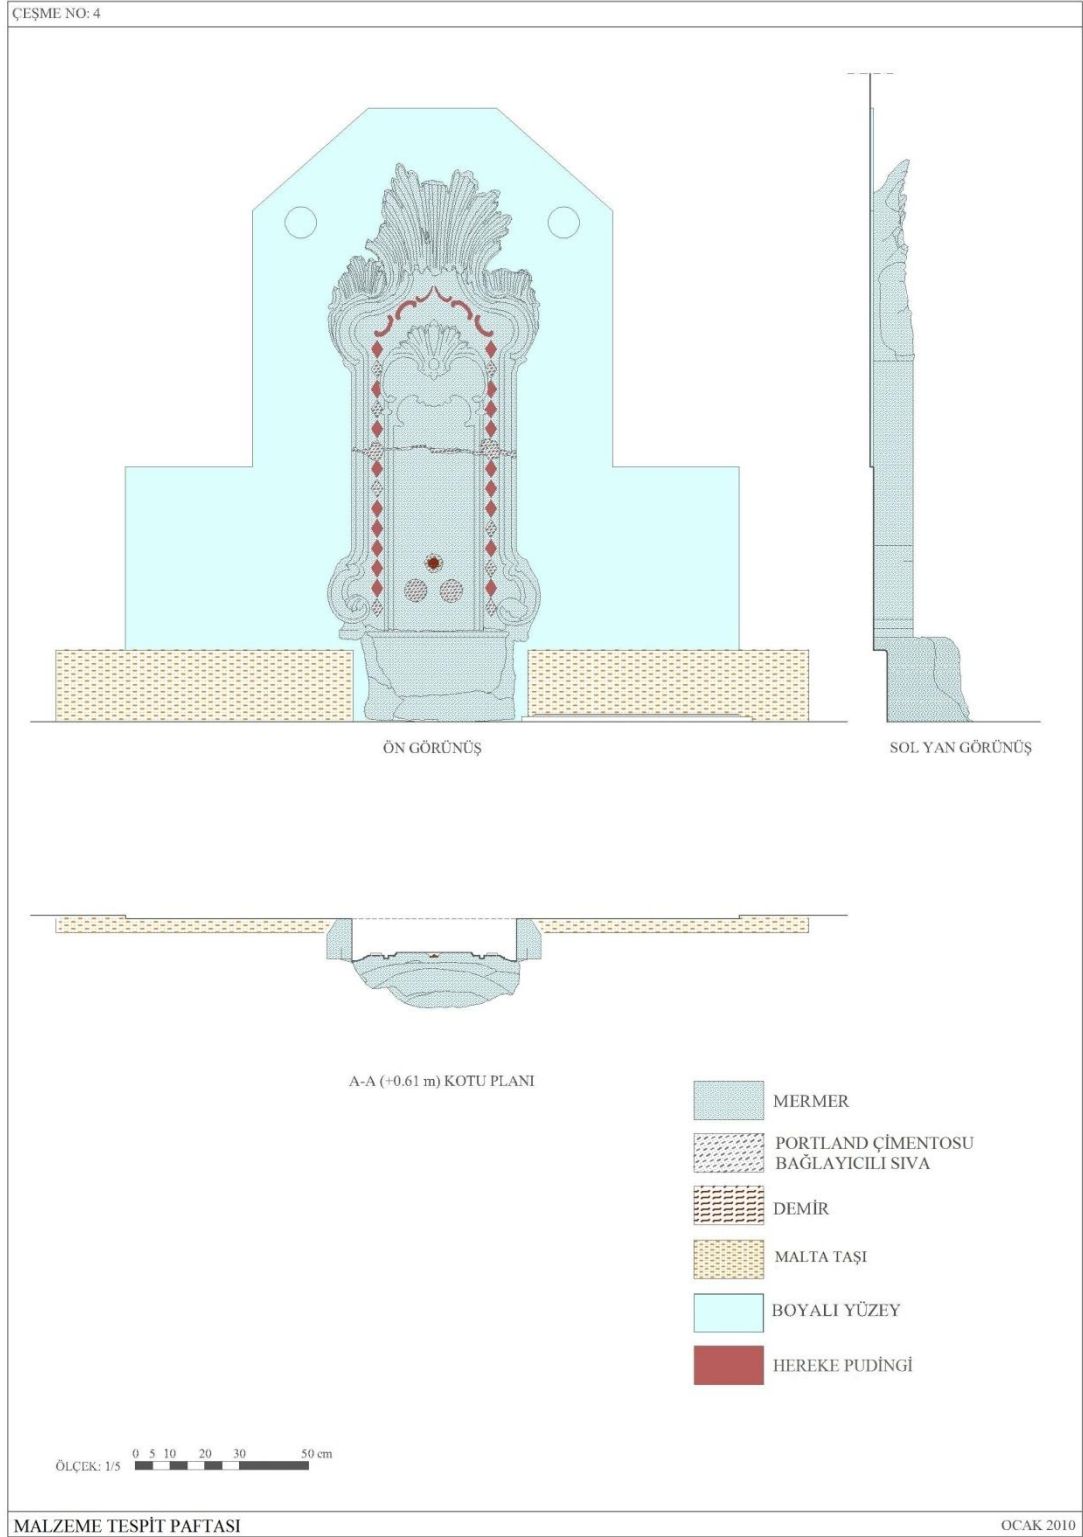 ÇEŞME NO: 4
ÖN GÖRÜNÜŞ
SOL YAN GÖRÜNÜŞ
A-A (+0.61 m) KOTU PLANI
MERMER
PORTLAND ÇİMENTOSU
BAĞLAYICILI SIVA
DEMİR
MALTA TAŞI
BOYALI YÜZEY
HEREKE PUDİNGİ
0 5 10 20 30 50 cm
ÖLÇEK: 1/5
MALZEME TESPİT PAFTASI
OCAK 2010